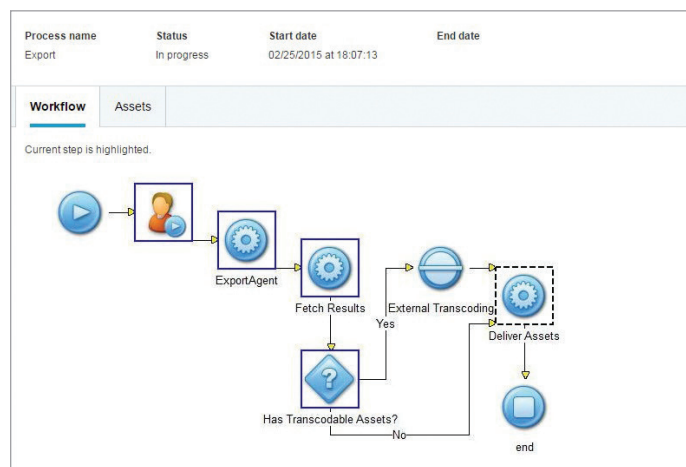 Process name Status Start date End date
Export In progress 02/25/2015 at 18:07:13
Workflow Assets
Current step is highlighted.
ExportAgent
Fetch Results
External Transcoding
Yes
Deliver Assets
Has Transcodable Assets?
No
end